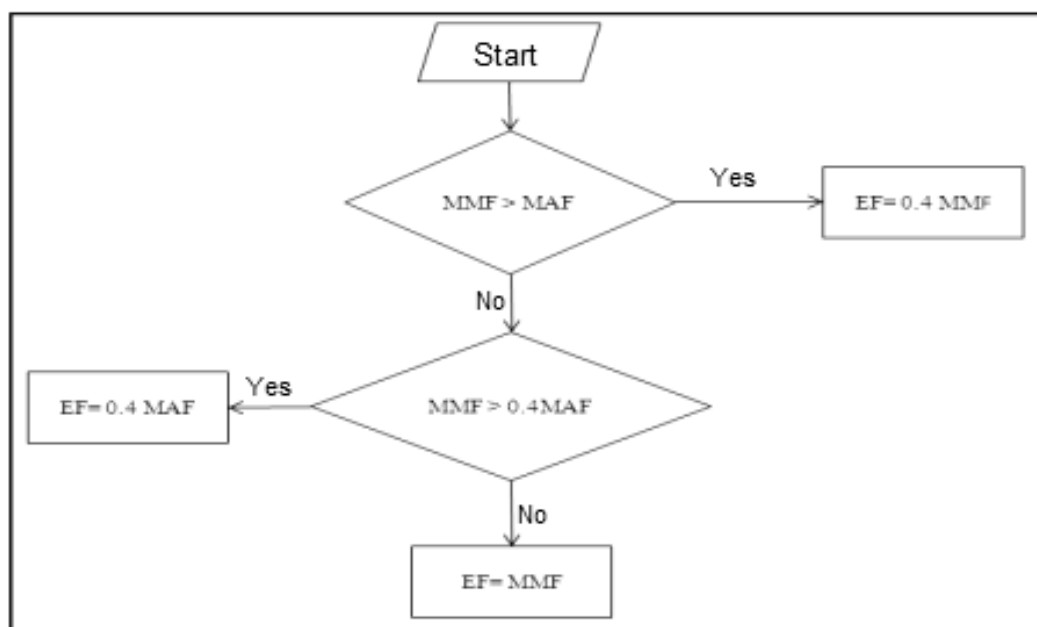 Start
MMF > MAF
Yes
EF= 0.4 MMF
No
MMF > 0.4MAF
Yes
EF= 0.4 MAF
No
EF= MMF